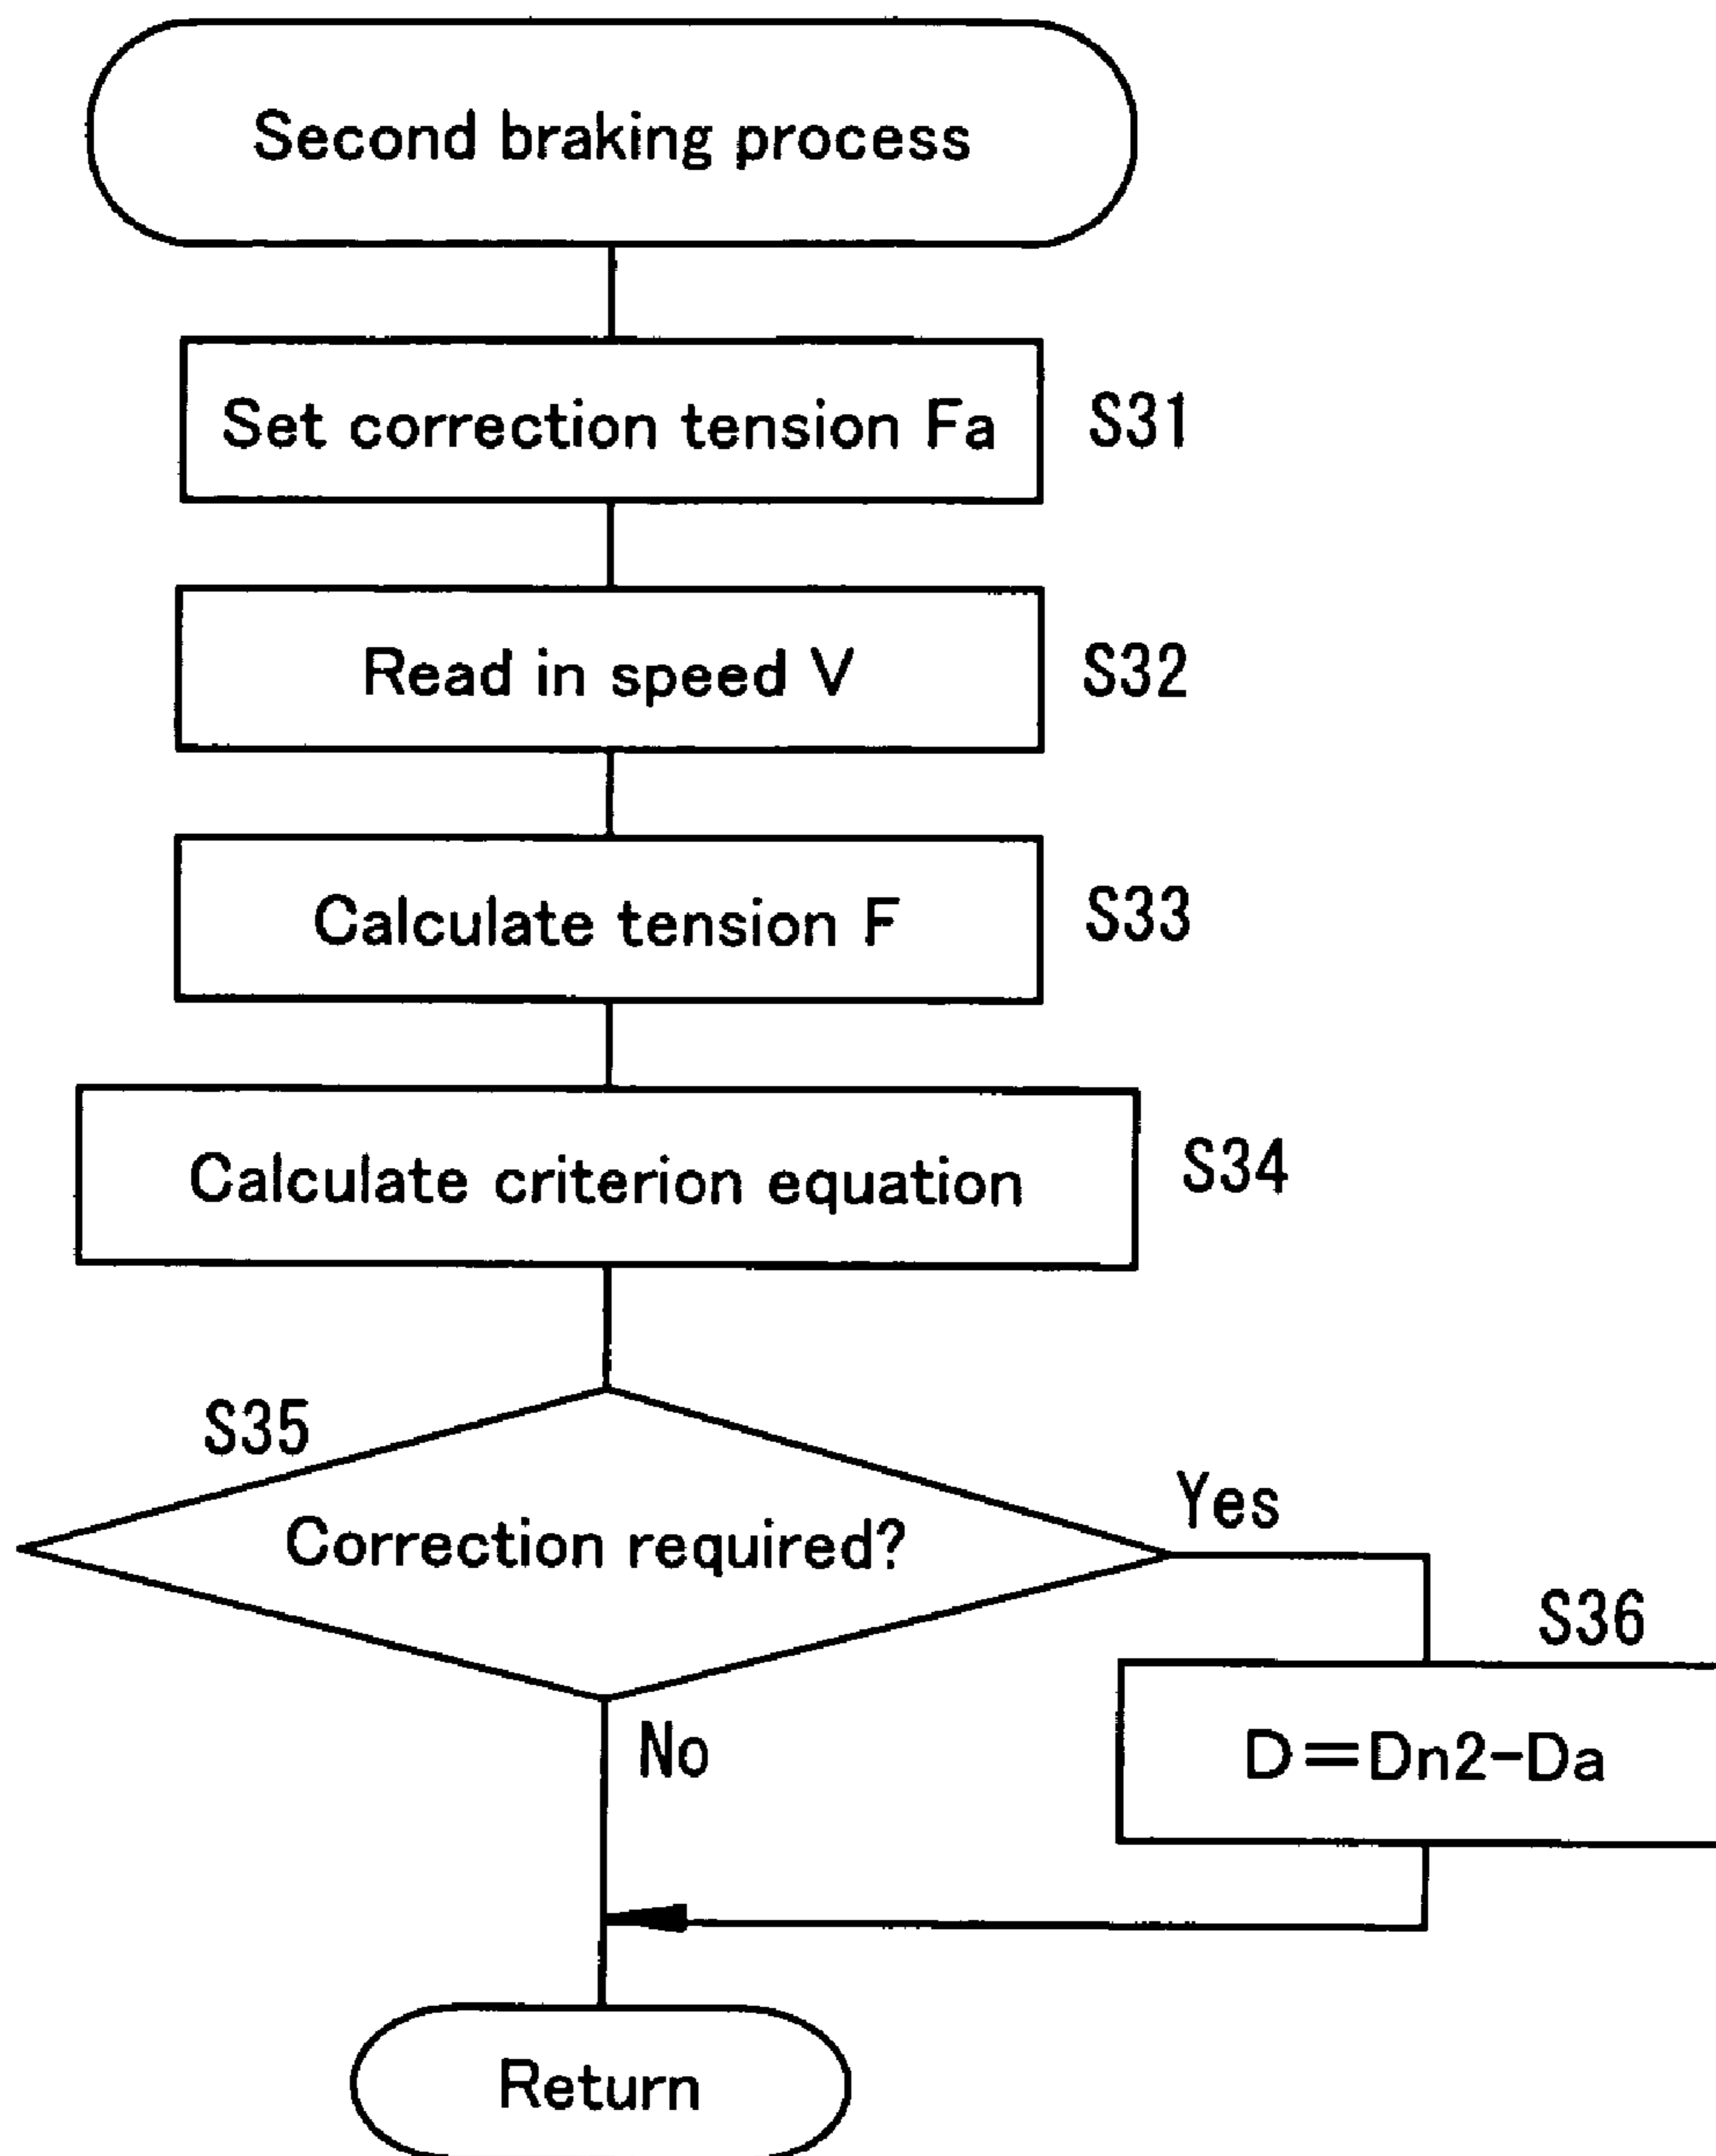 Second braking process
Set correction tension Fa
S31
Read in speed V
S32
Calculate tension F
S33
Calculate criterion equation
S34
S35
Correction required?
Yes
S36
No
D=Dn2-Da
Return